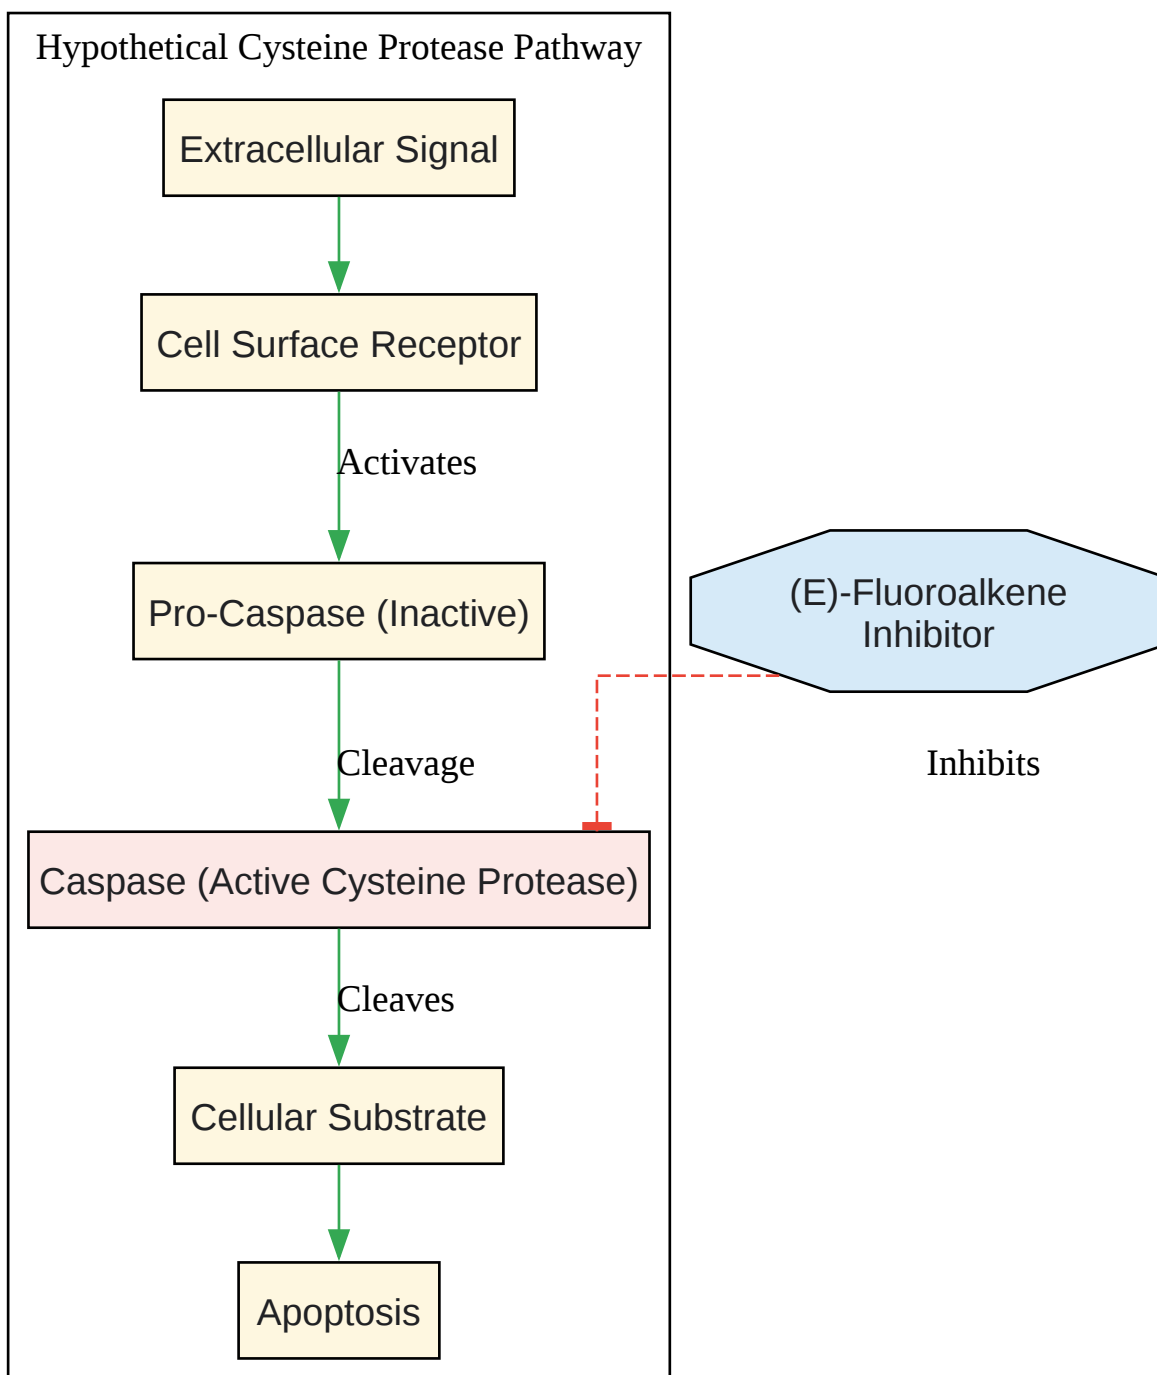 Hypothetical Cysteine Protease Pathway
Extracellular Signal
Cell Surface Receptor
Activates
Pro-Caspase (Inactive)
(E)-Fluoroalkene
Inhibitor
Cleavage
Inhibits
Caspase (Active Cysteine Protease)
Cleaves
Cellular Substrate
Apoptosis